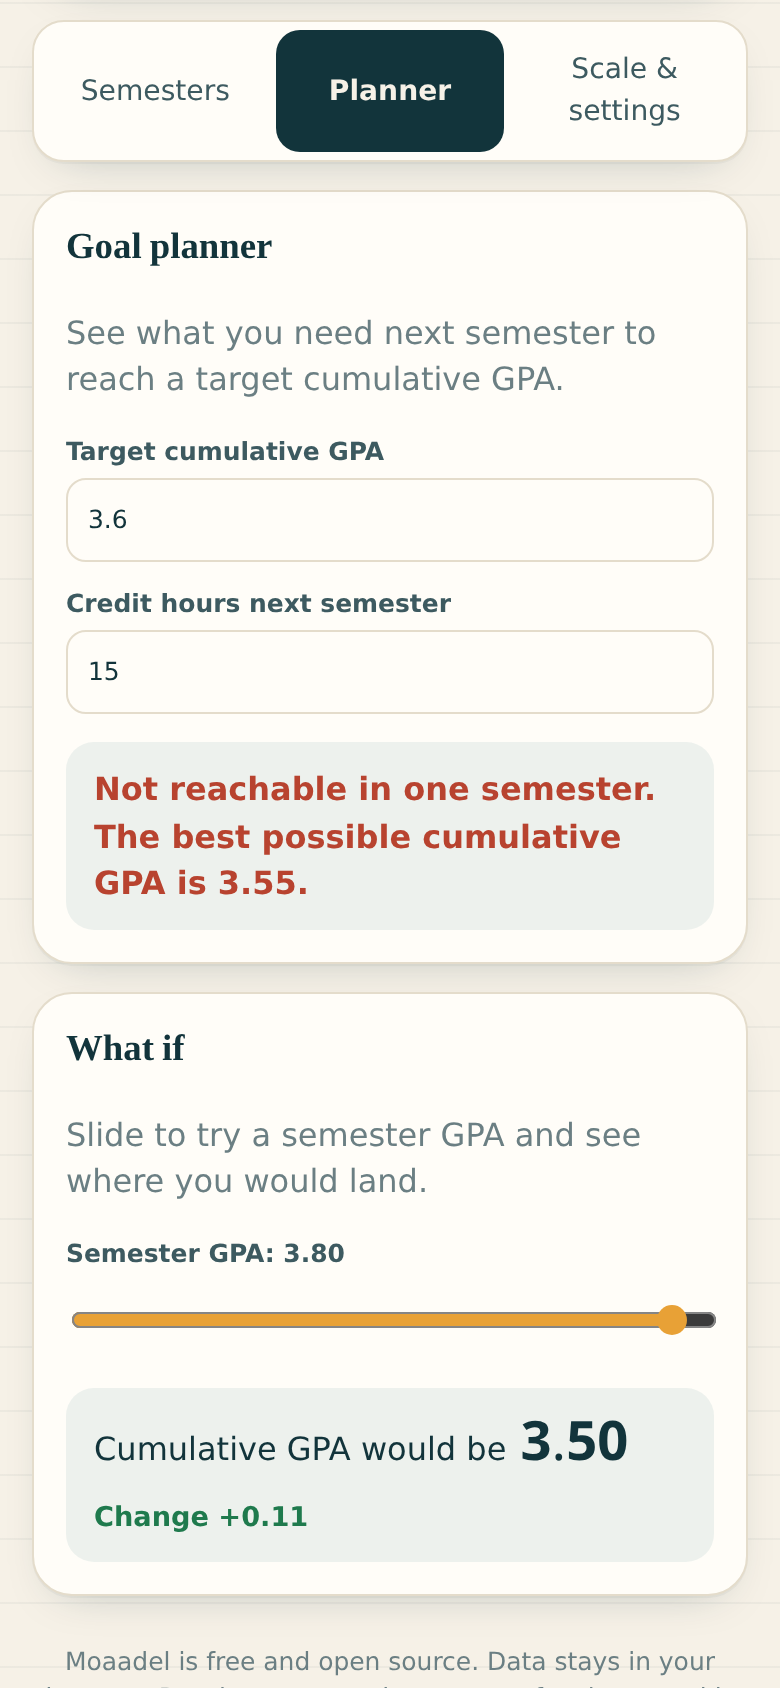 Semesters
Planner
Scale &
settings
Goal planner
See what you need next semester to
reach a target cumulative GPA.
Target cumulative GPA
3.6
Credit hours next semester
15
Not reachable in one semester.
The best possible cumulative
GPA is 3.55.
What if
Slide to try a semester GPA and see
where you would land.
Semester GPA: 3.80
Cumulative GPA would be 3.50
Change +0.11
Moaadel is free and open source. Data stays in your